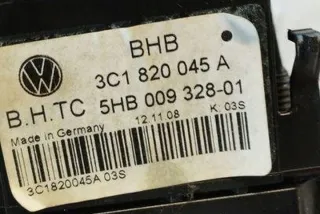 BHB
3C1 820 045 A
B.H.TC 5HB 009 328-01
Made in Germany 12.11.08 K: 03S
3C1820045A 03S